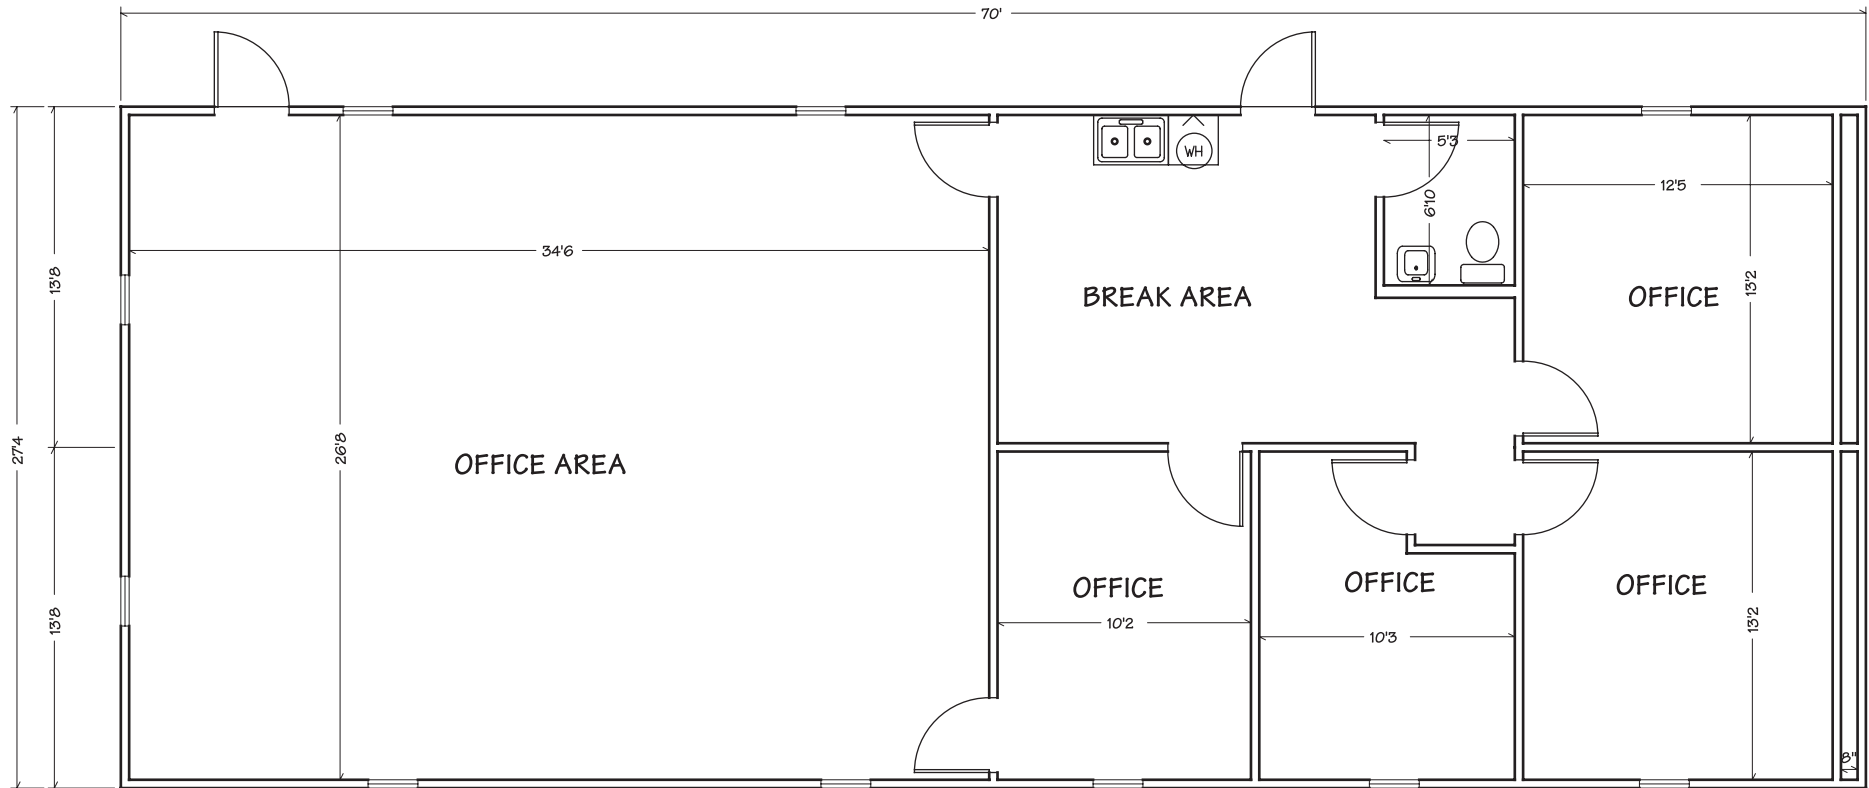 70'
5'3
WH
6'10
12'5
34'6
13'8
13'2
BREAK AREA
OFFICE
27'4
26'8
OFFICE AREA
OFFICE
OFFICE
OFFICE
13'8
10'2
10'3
13'2
8"